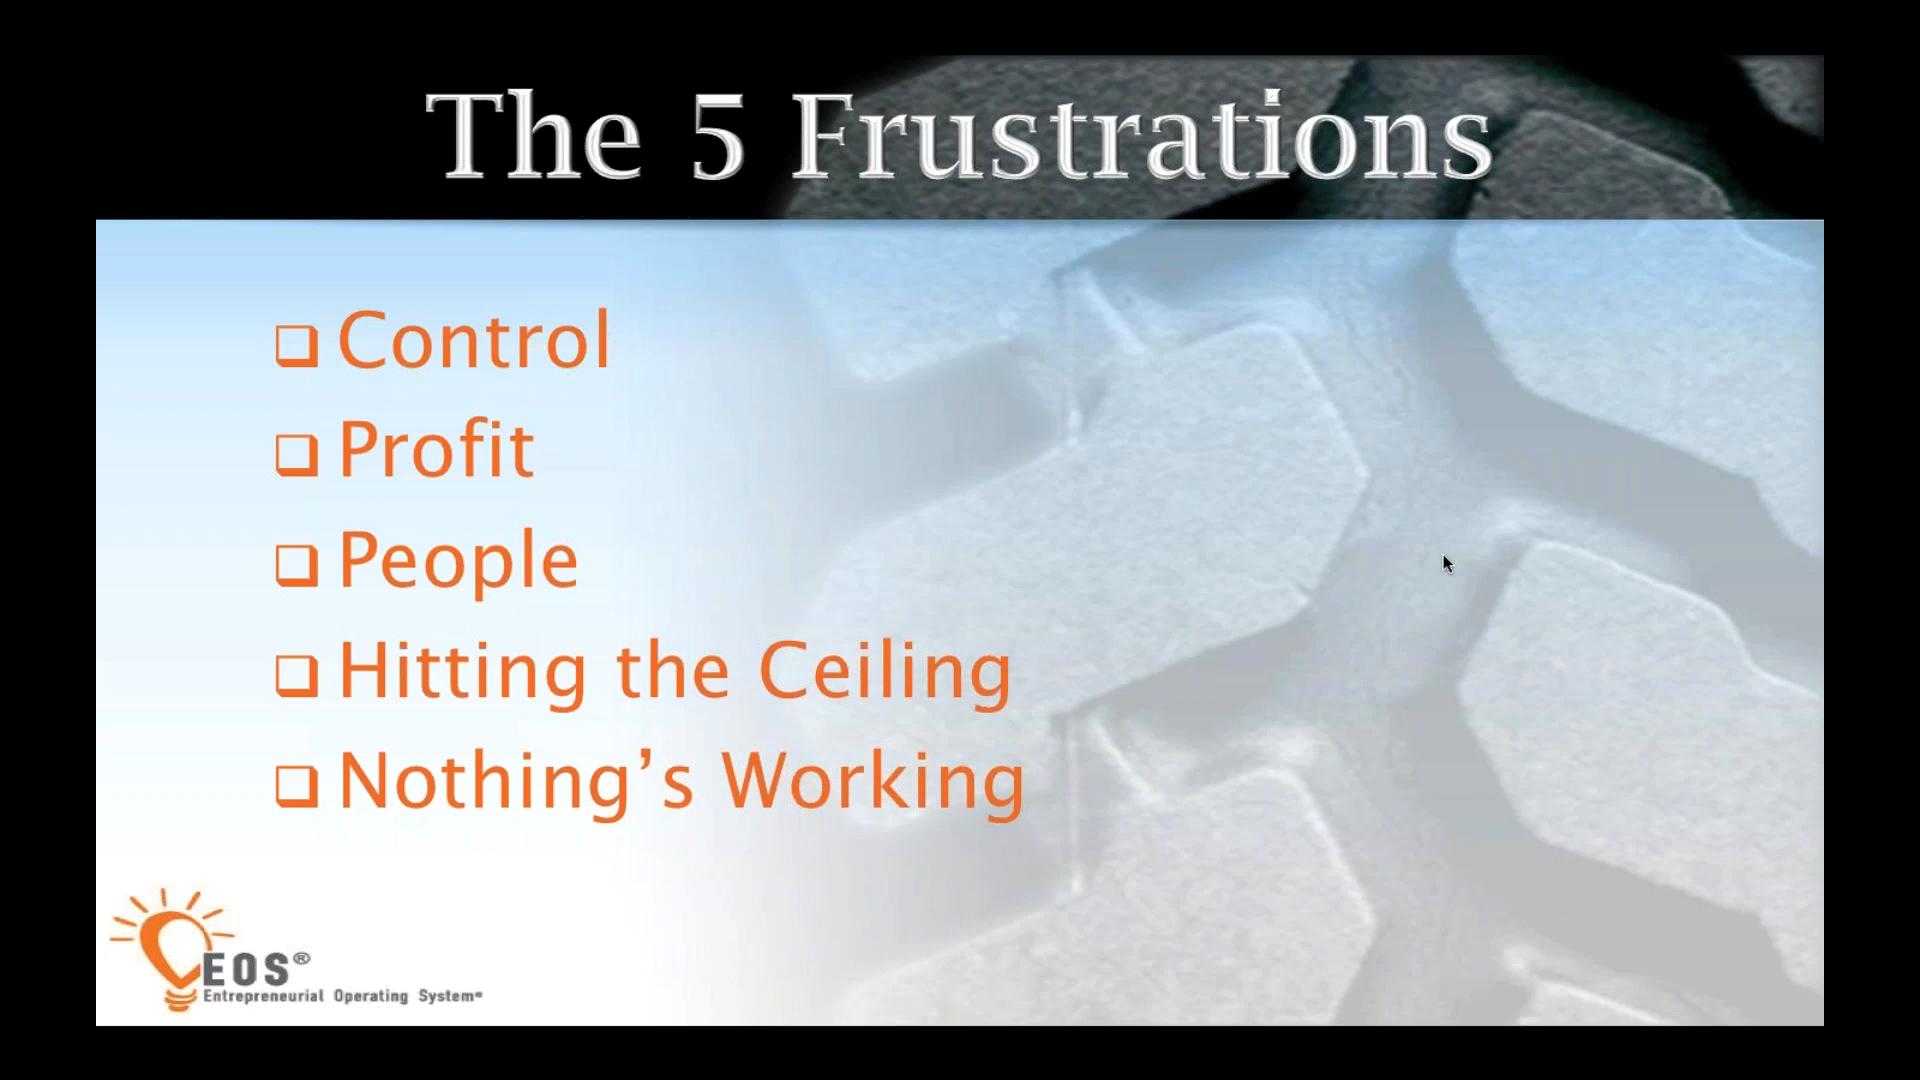 The 5 Frustrations
❑ Control
❑ Profit
❑ People
❑ Hitting the Ceiling
❑ Nothing’s Working
EOS®
Entrepreneurial Operating System